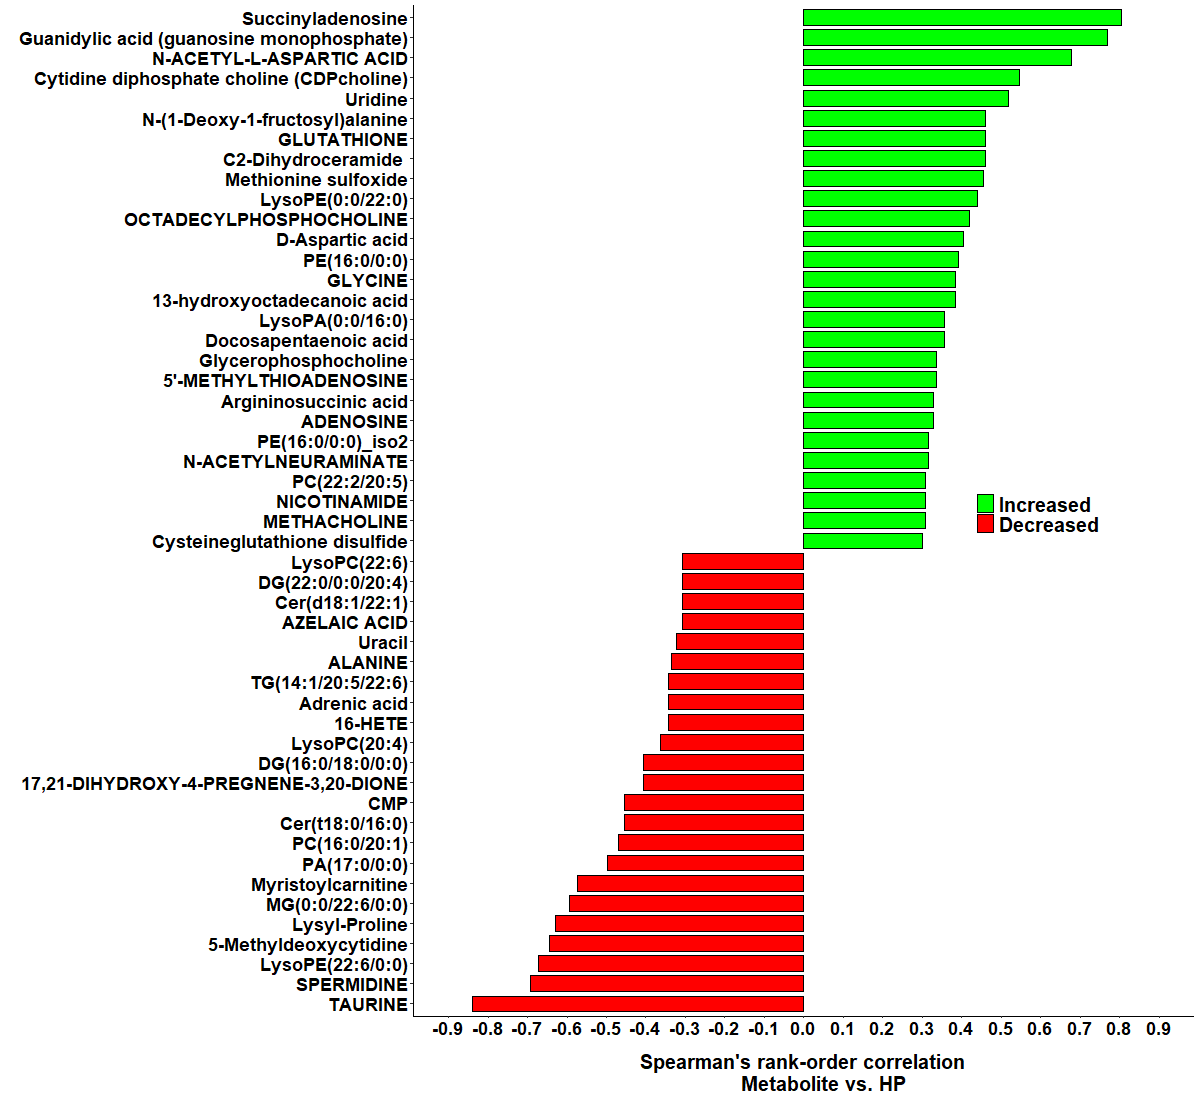 Succinyladenosine
Guanidylic acid (guanosine monophosphate)
N-ACETYL-L-ASPARTIC ACID
Cytidine diphosphate choline (CDPcholine)
Uridine
N-(1-Deoxy-1-fructosyl)alanine
GLUTATHIONE
C2-Dihydroceramide
Methionine sulfoxide
LysoPE(0:0/22:0)
OCTADECYLPHOSPHOCHOLINE
D-Aspartic acid
PE(16:0/0:0)
GLYCINE
13-hydroxyoctadecanoic acid
LysoPA(0:0/16:0)
Docosapentaenoic acid
Glycerophosphocholine
5'-METHYLTHIOADENOSINE
Argininosuccinic acid
ADENOSINE
PE(16:0/0:0)_iso2
N-ACETYLNEURAMINATE
PC(22:2/20:5)
NICOTINAMIDE
METHACHOLINE
Cysteineglutathione disulfide
LysoPC(22:6)
DG(22:0/0:0/20:4)
Cer(d18:1/22:1)
AZELAIC ACID
Uracil
ALANINE
TG(14:1/20:5/22:6)
Adrenic acid
16-HETE
LysoPC(20:4)
DG(16:0/18:0/0:0)
17,21-DIHYDROXY-4-PREGNENE-3,20-DIONE
CMP
Cer(t18:0/16:0)
PC(16:0/20:1)
PA(17:0/0:0)
Myristoylcarnitine
MG(0:0/22:6/0:0)
Lysyl-Proline
5-Methyldeoxycytidine
LysoPE(22:6/0:0)
SPERMIDINE
TAURINE
Increased
Decreased
-0.9 -0.8 -0.7 -0.6 -0.5 -0.4 -0.3 -0.2 -0.1 0.0 0.1 0.2 0.3 0.4 0.5 0.6 0.7 0.8 0.9
Spearman's rank-order correlation
Metabolite vs. HP